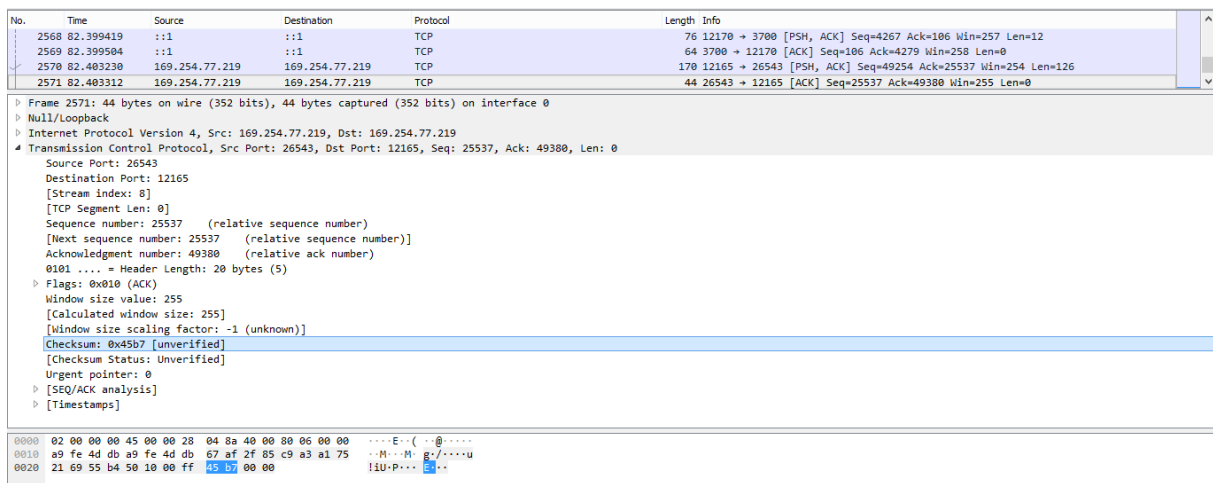 No. Time Source Destination Protocol Length Info
2568 82.399419 ::1 ::1 TCP 76 12170 → 3700 [PSH, ACK] Seq=4267 Ack=106 Win=257 Len=12
2569 82.399504 ::1 ::1 TCP 64 3700 → 12170 [ACK] Seq=106 Ack=4279 Win=258 Len=0
2570 82.403230 169.254.77.219 169.254.77.219 TCP 170 12165 → 26543 [PSH, ACK] Seq=49254 Ack=25537 Win=254 Len=126
2571 82.403312 169.254.77.219 169.254.77.219 TCP 44 26543 → 12165 [ACK] Seq=25537 Ack=49380 Win=255 Len=0
Frame 2571: 44 bytes on wire (352 bits), 44 bytes captured (352 bits) on interface 0
Null/Loopback
Internet Protocol Version 4, Src: 169.254.77.219, Dst: 169.254.77.219
Transmission Control Protocol, Src Port: 26543, Dst Port: 12165, Seq: 25537, Ack: 49380, Len: 0
Source Port: 26543
Destination Port: 12165
[Stream index: 8]
[TCP Segment Len: 0]
Sequence number: 25537 (relative sequence number)
[Next sequence number: 25537 (relative sequence number)]
Acknowledgment number: 49380 (relative ack number)
0101 .... = Header Length: 20 bytes (5)
Flags: 0x010 (ACK)
Window size value: 255
[Calculated window size: 255]
[Window size scaling factor: -1 (unknown)]
Checksum: 0x45b7 [unverified]
[Checksum Status: Unverified]
Urgent pointer: 0
[SEQ/ACK analysis]
[Timestamps]
0000 02 00 00 00 45 00 00 28 04 8a 40 00 80 06 00 00 ····E··( ··@·····
0010 a9 fe 4d db a9 fe 4d db 67 af 2f 85 c9 a3 a1 75 ··M···M· g·/····u
0020 21 69 55 b4 50 10 00 ff 45 b7 00 00 !iU·P··· E···